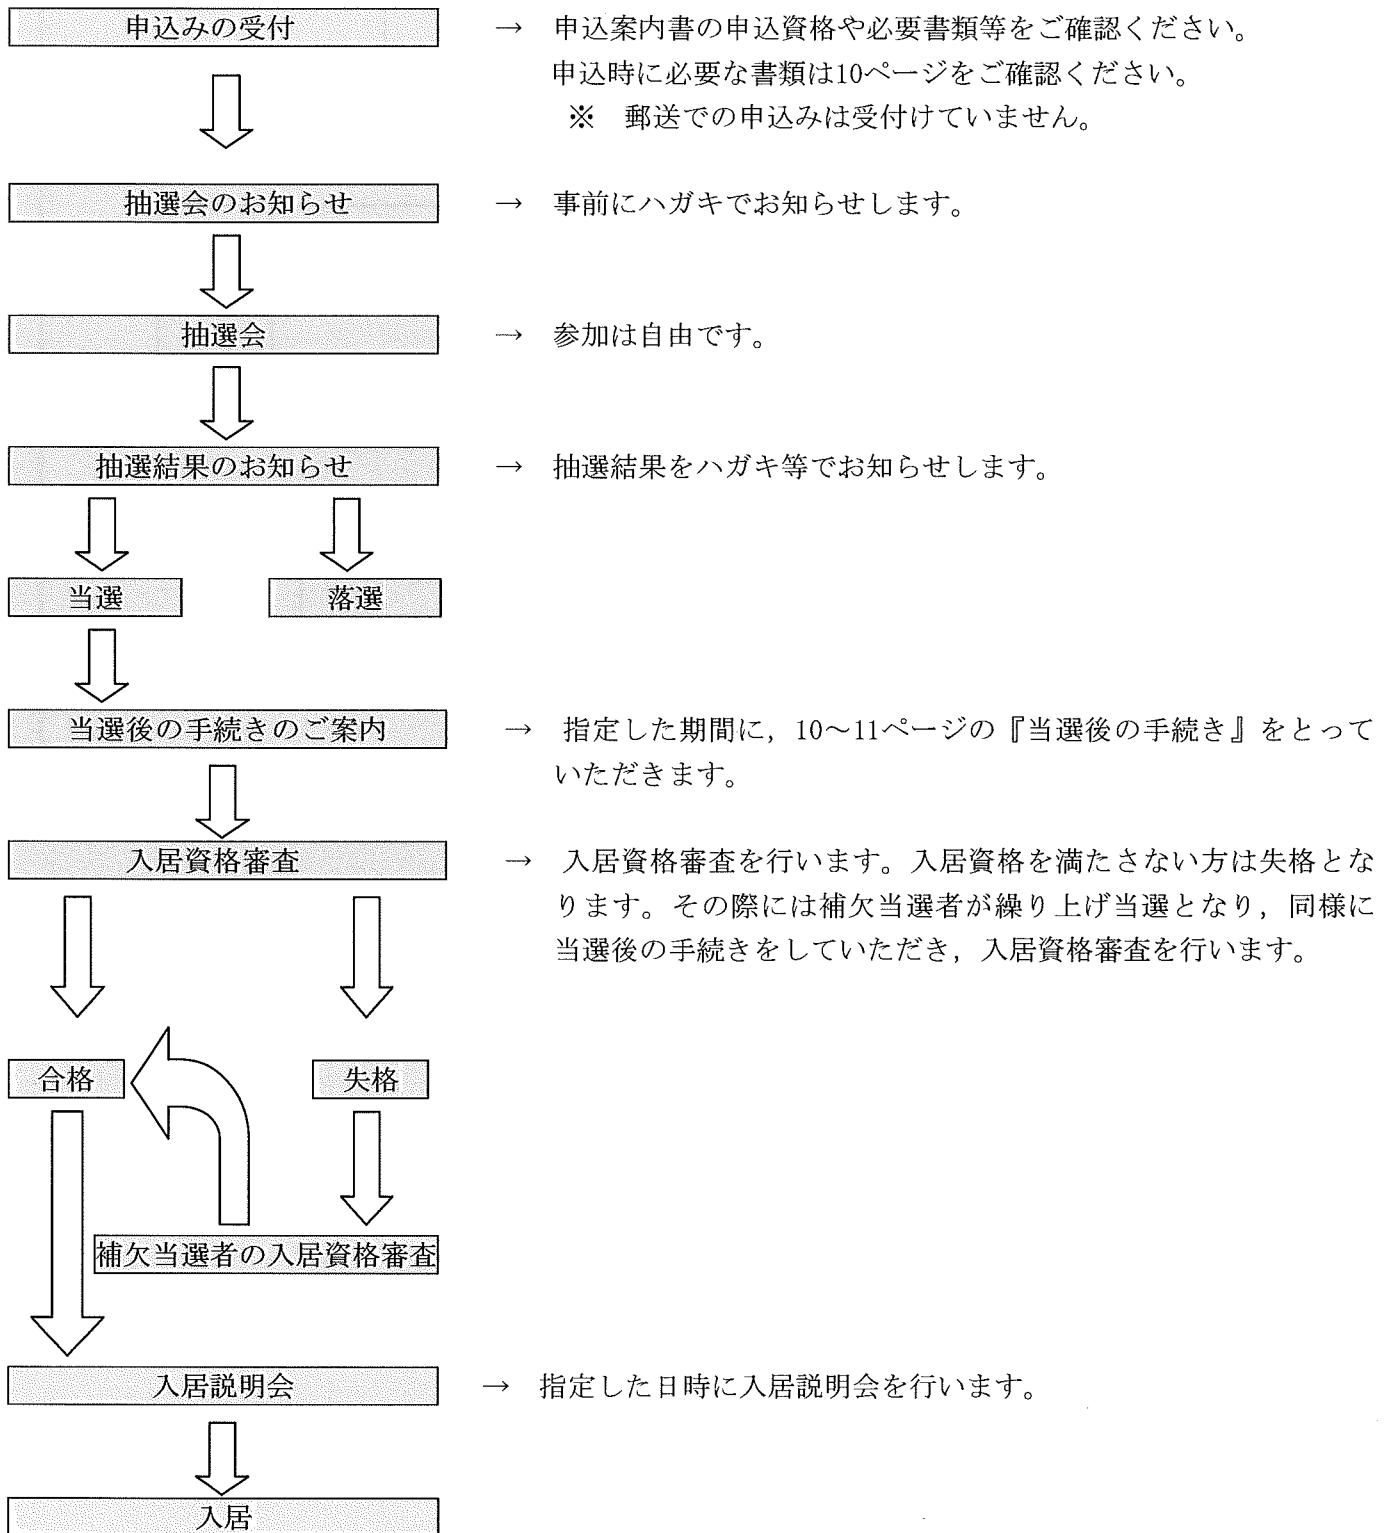 申込みの受付 → 申込案内書の申込資格や必要書類等をご確認ください。
申込時に必要な書類は10ページをご確認ください。
※ 郵送での申込みは受付けていません。
抽選会のお知らせ → 事前にハガキでお知らせします。
抽選会 → 参加は自由です。
抽選結果のお知らせ → 抽選結果をハガキ等でお知らせします。
当選 落選
当選後の手続きのご案内 → 指定した期間に，10～11ページの『当選後の手続き』をとって
いただきます。
入居資格審査 → 入居資格審査を行います。入居資格を満たさない方は失格とな
ります。その際には補欠当選者が繰り上げ当選となり，同様に
当選後の手続きをしていただき，入居資格審査を行います。
合格 失格
補欠当選者の入居資格審査
入居説明会 → 指定した日時に入居説明会を行います。
入居